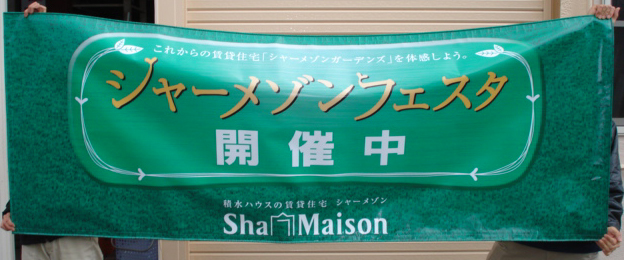 これからの賃貸住宅「シャーメゾンガーデンズ」を体感しよう。
シャーメゾンフェスタ
開催中
積水ハウスの賃貸住宅 シャーメゾン
Sha Maison